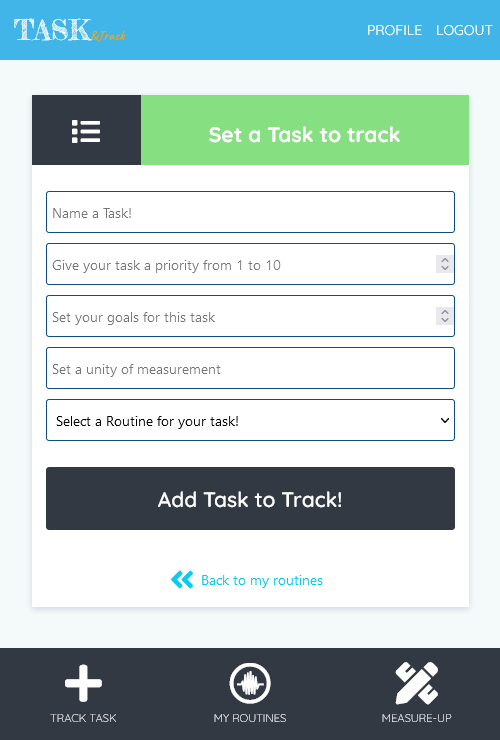 TASK &Track
PROFILE LOGOUT
Set a Task to track
Name a Task!
Give your task a priority from 1 to 10
Set your goals for this task
Set a unity of measurement
Select a Routine for your task!
Add Task to Track!
Back to my routines
TRACK TASK MY ROUTINES MEASURE-UP